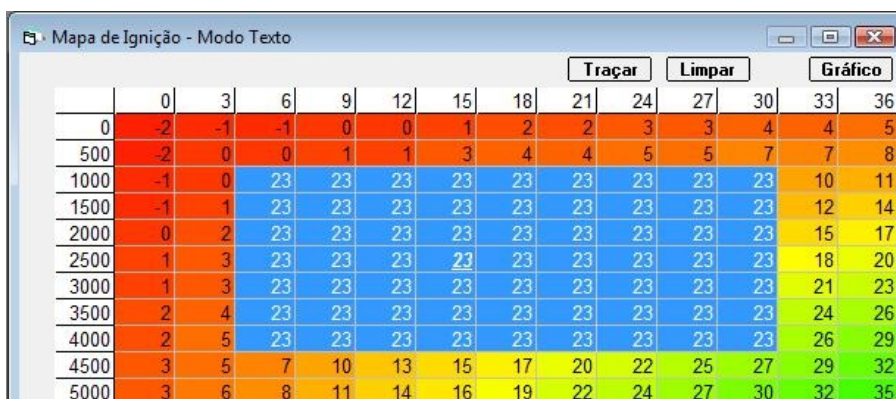 Mapa de Ignição - Modo Texto
Traçar Limpar Gráfico
0 3 6 9 12 15 18 21 24 27 30 33 36
0 -2 -1 -1 0 0 1 2 2 3 3 4 4 5
500 -2 0 0 1 1 3 4 4 5 5 7 7 8
1000 -1 0 23 23 23 23 23 23 23 23 23 10 11
1500 -1 1 23 23 23 23 23 23 23 23 23 12 14
2000 0 2 23 23 23 23 23 23 23 23 23 15 17
2500 1 3 23 23 23 23 23 23 23 23 23 18 20
3000 1 3 23 23 23 23 23 23 23 23 23 21 23
3500 2 4 23 23 23 23 23 23 23 23 23 24 26
4000 2 5 23 23 23 23 23 23 23 23 23 26 29
4500 3 5 7 10 13 15 17 20 22 25 27 29 32
5000 3 6 8 11 14 16 19 22 24 27 30 32 35